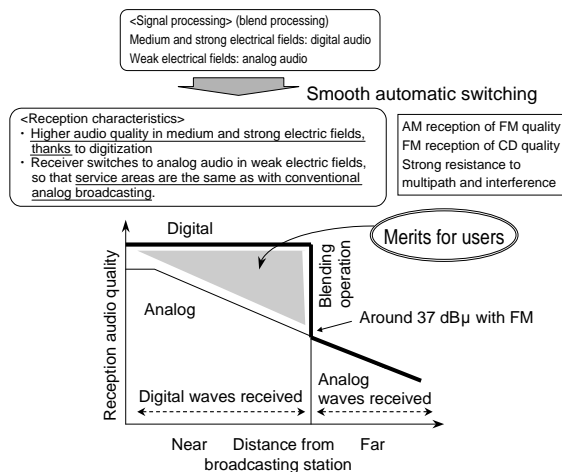 <Signal processing> (blend processing)
Medium and strong electrical fields: digital audio
Weak electrical fields: analog audio
Smooth automatic switching
<Reception characteristics>
· Higher audio quality in medium and strong electric fields,
thanks to digitization
· Receiver switches to analog audio in weak electric fields,
so that service areas are the same as with conventional
analog broadcasting.
AM reception of FM quality
FM reception of CD quality
Strong resistance to
multipath and interference
Digital
Merits for users
Blending
operation
Reception audio quality
Analog
Around 37 dBμ with FM
Digital waves received
Analog
waves received
Near Distance from Far
broadcasting station